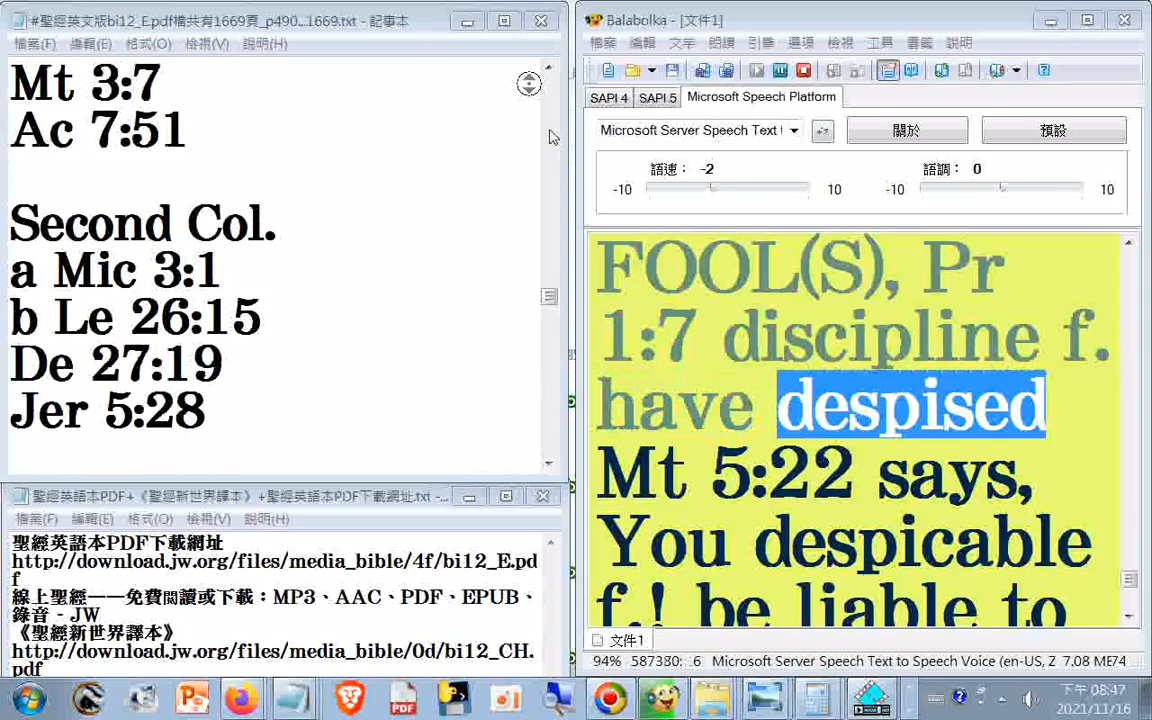 #聖經英文版bi12_E.pdf檔共有1669頁_p490...1669.txt - 記事本
檔案(F) 編輯(E) 格式(O) 檢視(V) 說明(H)
Mt 3:7
Ac 7:51
Second Col.
a Mic 3:1
b Le 26:15
De 27:19
Jer 5:28
聖經英語本PDF+《聖經新世界譯本》+聖經英語本PDF下載網址.txt -...
檔案(F) 編輯(E) 格式(O) 檢視(V) 說明(H)
聖經英語本PDF下載網址
http://download.jw.org/files/media_bible/4f/bi12_E.pd
f
線上聖經——免費閱讀或下載：MP3、AAC、PDF、EPUB、
錄音 - JW
《聖經新世界譯本》
http://download.jw.org/files/media_bible/0d/bi12_CH.
pdf
Balabolka - [文件1]
檔案 編輯 文字 朗讀 引擎 選項 檢視 工具 書籤 說明
SAPI 4 SAPI 5 Microsoft Speech Platform
Microsoft Server Speech Text 關於 預設
語速： -2 語調： 0
-10 10 -10 10
FOOL(S), Pr
1:7 discipline f.
have despised
Mt 5:22 says,
You despicable
f.! be liable to
文件1
94% 587380: .6 Microsoft Server Speech Text to Speech Voice (en-US, Z 7.08 ME74
PDF
下午 08:47
2021/11/16